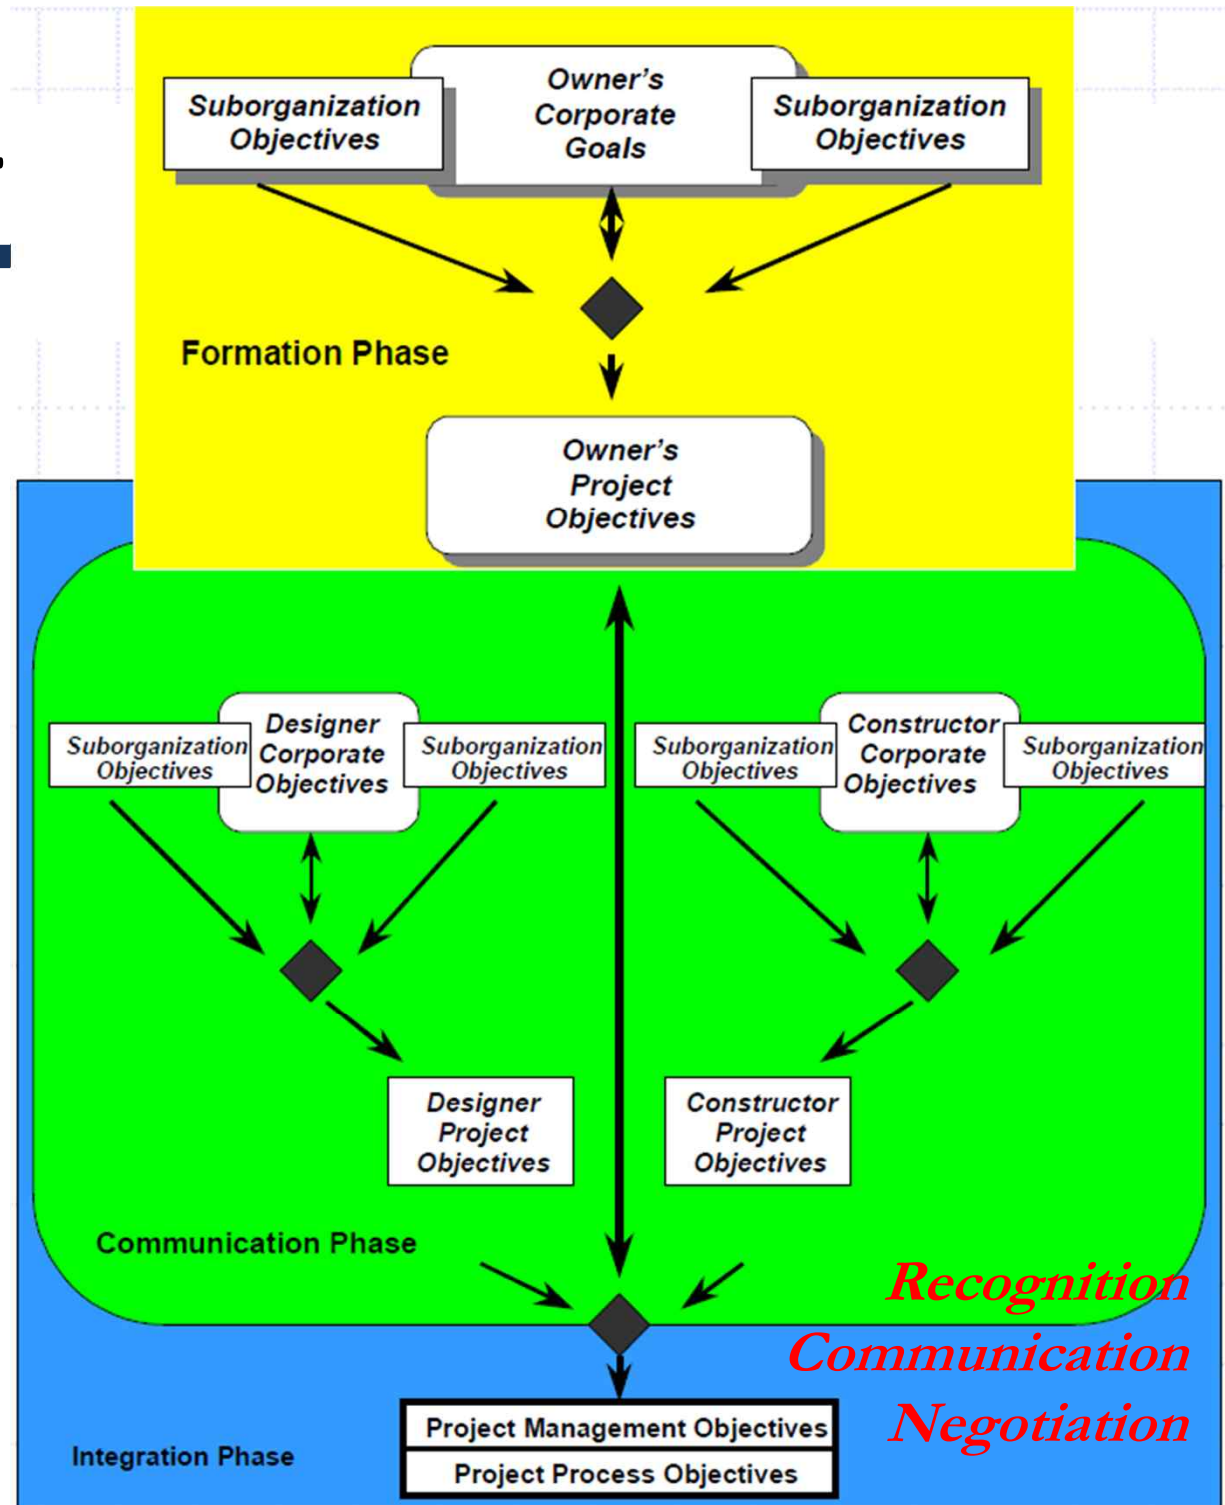 Suborganization
Objectives
Owner's
Corporate
Goals
Suborganization
Objectives
Formation Phase
Owner's
Project
Objectives
Suborganization
Objectives
Designer
Corporate
Objectives
Suborganization
Objectives
Suborganization
Objectives
Constructor
Corporate
Objectives
Suborganization
Objectives
Designer
Project
Objectives
Constructor
Project
Objectives
Communication Phase
Recognition
Communication
Negotiation
Project Management Objectives
Project Process Objectives
Integration Phase